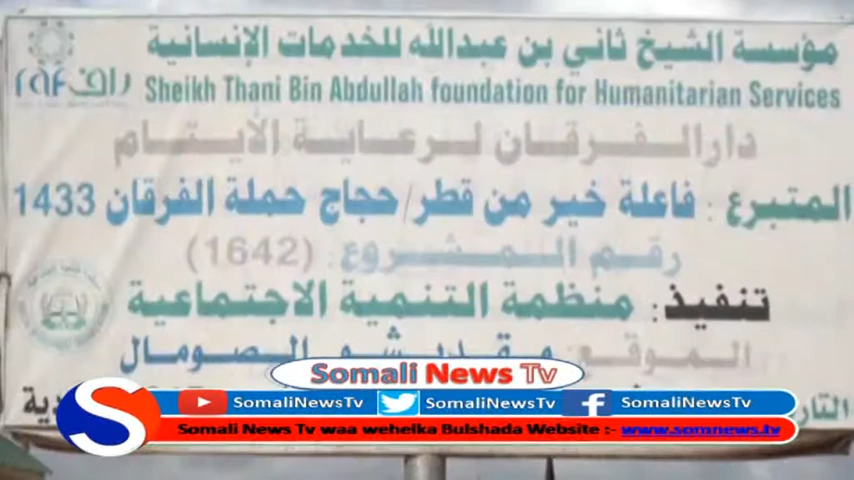 مؤسسة الشيخ ثاني بن عبدالله للخدمات الإنسانية
راف raf
Sheikh Thani Bin Abdullah foundation for Humanitarian Services
دار الفرقان لرعاية الأيتام
المتبرع : فاعلة خير من قطر/حجاج حملة الفرقان 1433
رقم المشروع : (1642)
تنفيذ : منظمة التنمية الاجتماعية
الموقع : مقديشو الصومال
Somali News Tv
S SomaliNewsTv SomaliNewsTv f SomaliNewsTv
Somali News Tv waa wehelka Bulshada Website :- www.somnews.tv